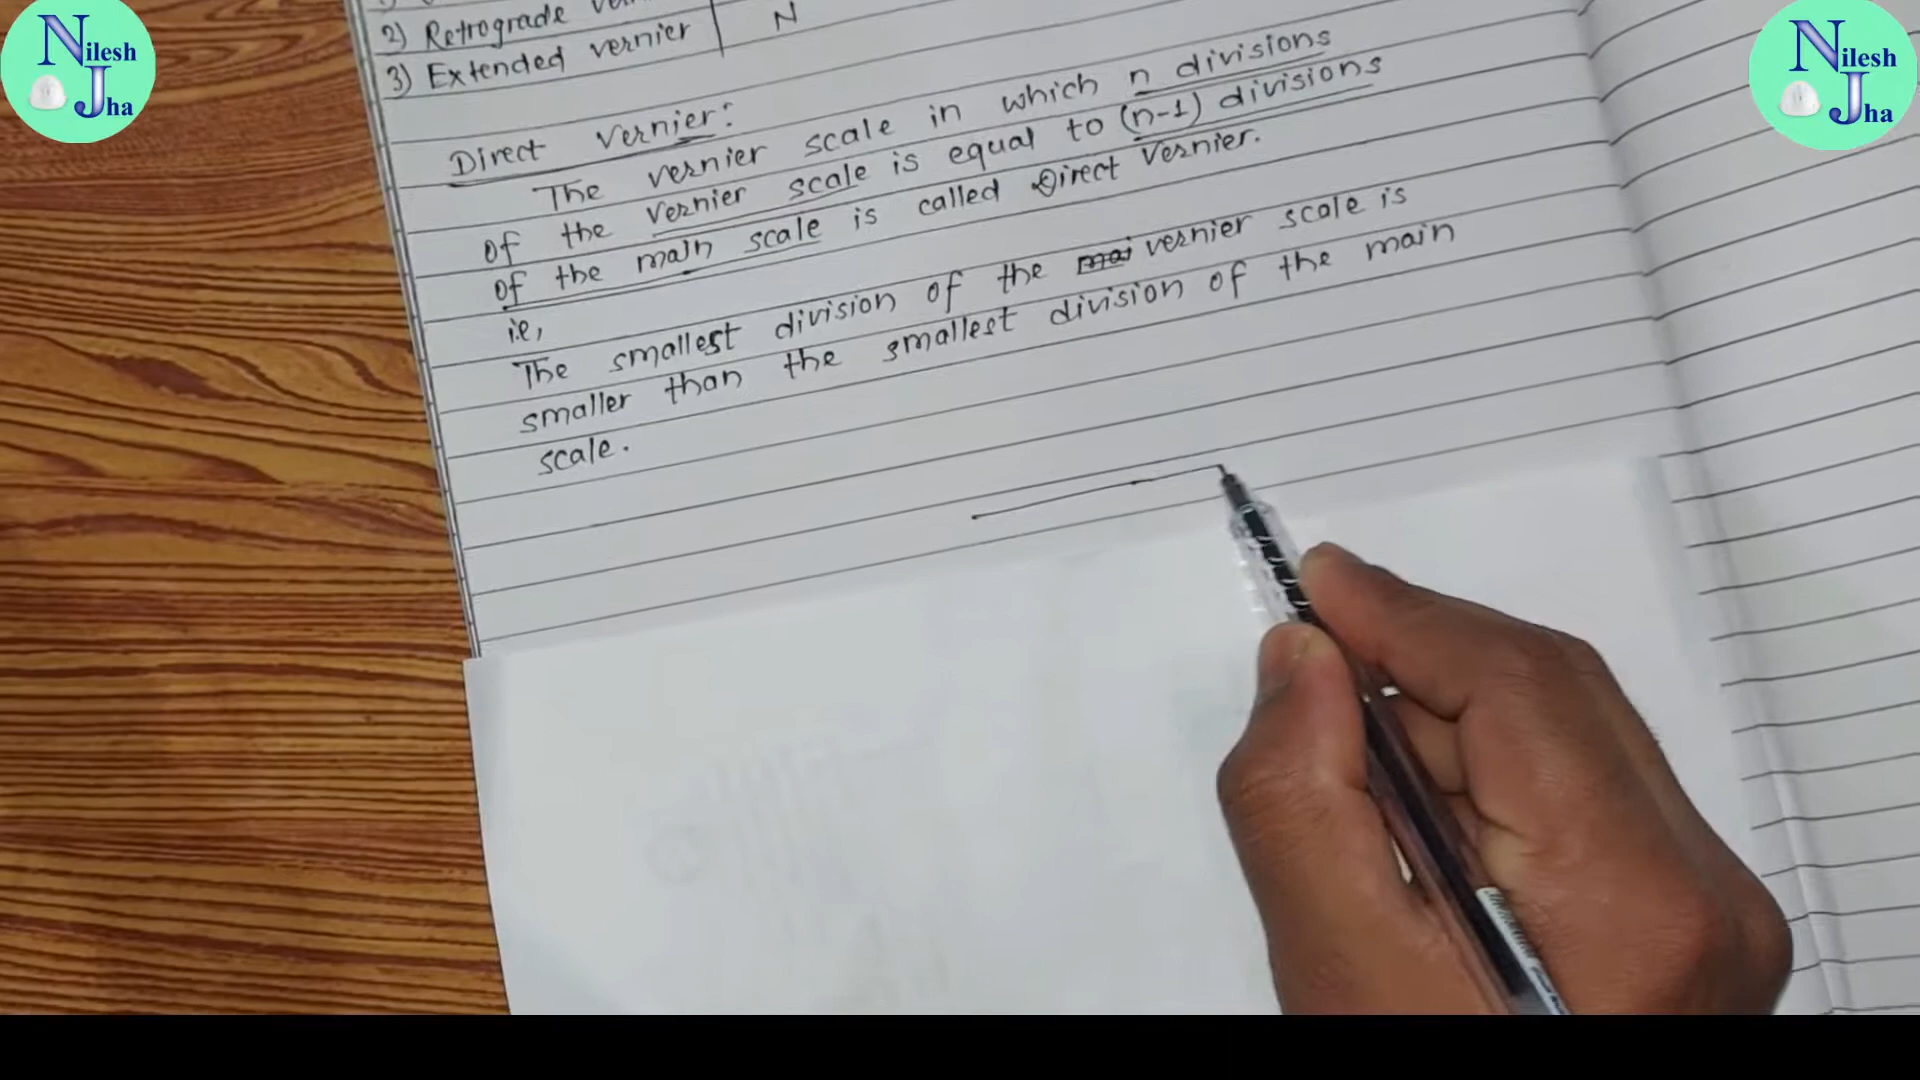 Nilesh
Jha
2) Retrograde
3) Extended vernier
N
Nilesh
Jha
Direct Vernier:
The vernier scale in which n divisions
of the vernier scale is equal to (n-1) divisions
of the main scale is called Direct Vernier.
i.e,
The smallest division of the vernier scale is
smaller than the smallest division of the main
scale.